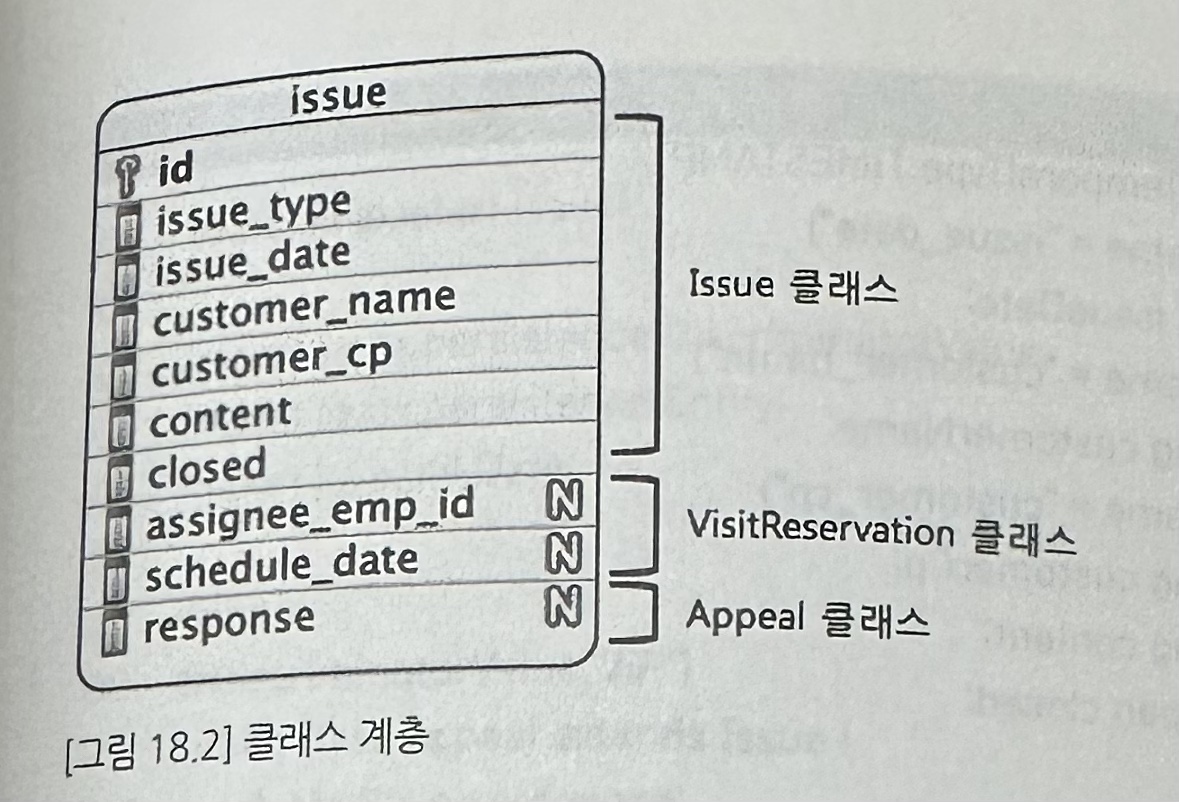 issue
id
issue_type
issue_date
customer_name
customer_cp
content
closed
assignee_emp_id N
schedule_date N
response N
Issue 클래스
VisitReservation 클래스
Appeal 클래스
[그림 18.2] 클래스 계층